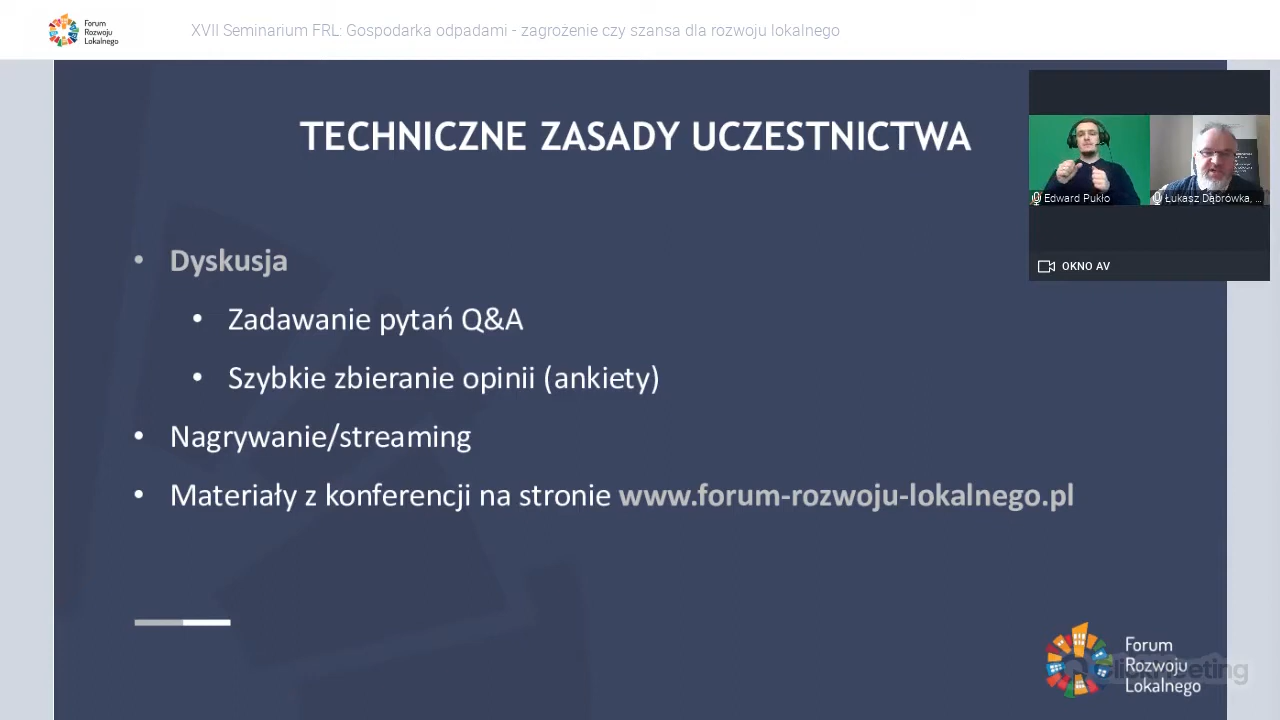 Forum
Rozwoju
Lokalnego
XVII Seminarium FRL: Gospodarka odpadami - zagrożenie czy szansa dla rozwoju lokalnego
TECHNICZNE ZASADY UCZESTNICTWA
Edward Pukło
Łukasz Dąbrówka, ...
OKNO AV
• Dyskusja
• Zadawanie pytań Q&A
• Szybkie zbieranie opinii (ankiety)
• Nagrywanie/streaming
• Materiały z konferencji na stronie www.forum-rozwoju-lokalnego.pl
Forum
Rozwoju
Lokalnego
ClickMeeting